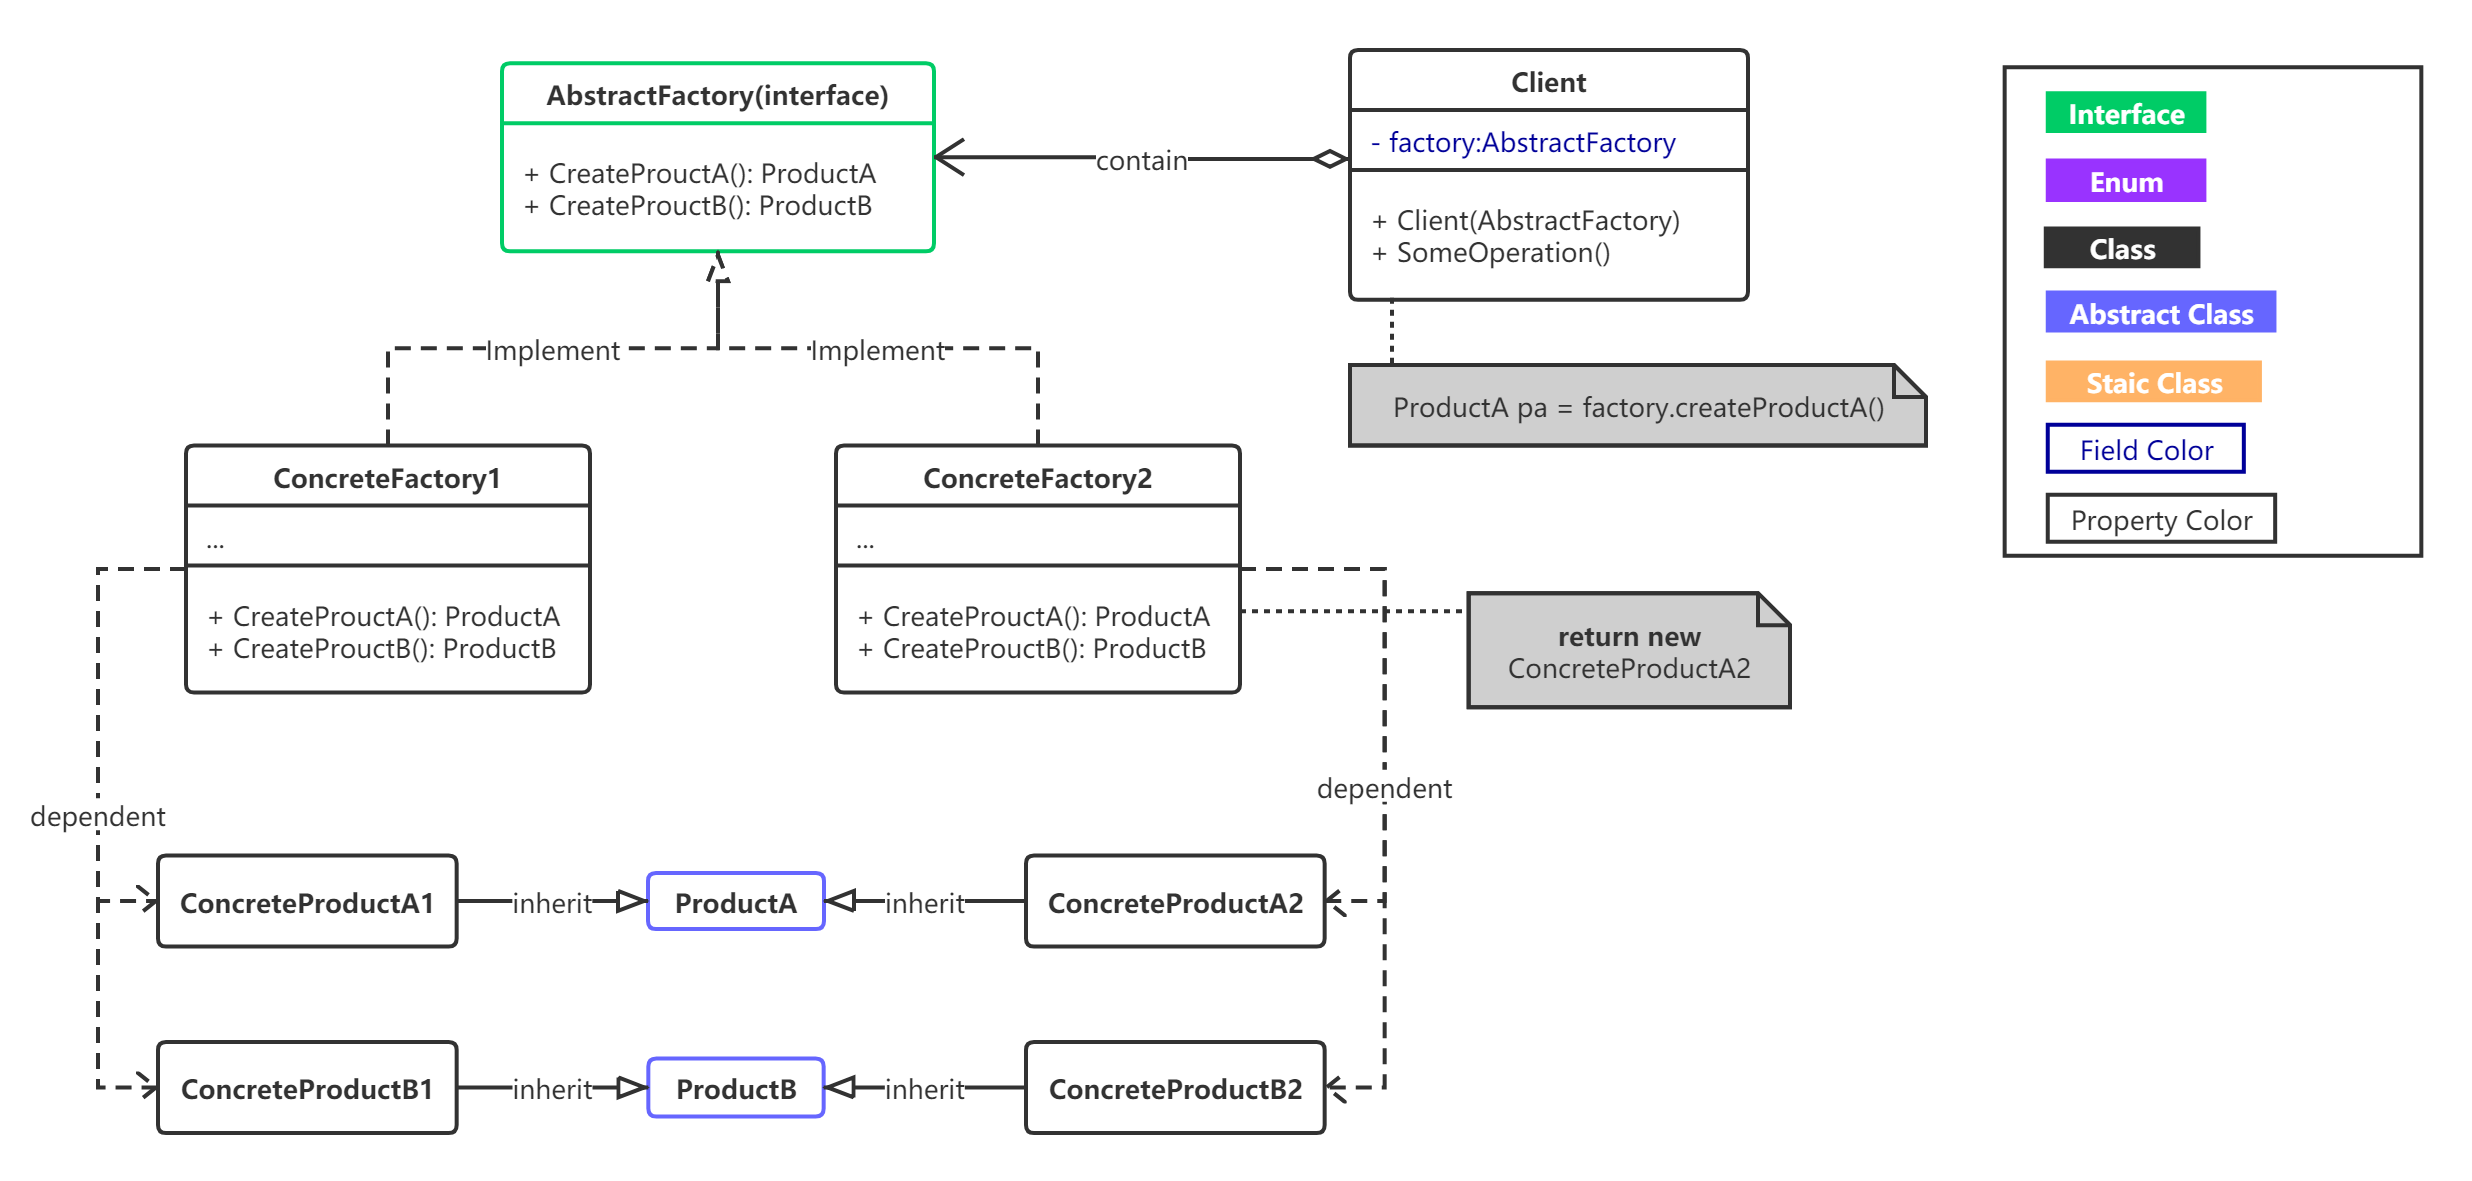 AbstractFactory(interface)
+ CreateProuctA(): ProductA
+ CreateProuctB(): ProductB
contain
Client
- factory:AbstractFactory
+ Client(AbstractFactory)
+ SomeOperation()
ProductA pa = factory.createProductA()
Interface
Enum
Class
Abstract Class
Staic Class
Field Color
Property Color
Implement
Implement
ConcreteFactory1
...
+ CreateProuctA(): ProductA
+ CreateProuctB(): ProductB
ConcreteFactory2
...
+ CreateProuctA(): ProductA
+ CreateProuctB(): ProductB
return new
ConcreteProductA2
dependent
dependent
ConcreteProductA1
inherit
ProductA
inherit
ConcreteProductA2
ConcreteProductB1
inherit
ProductB
inherit
ConcreteProductB2